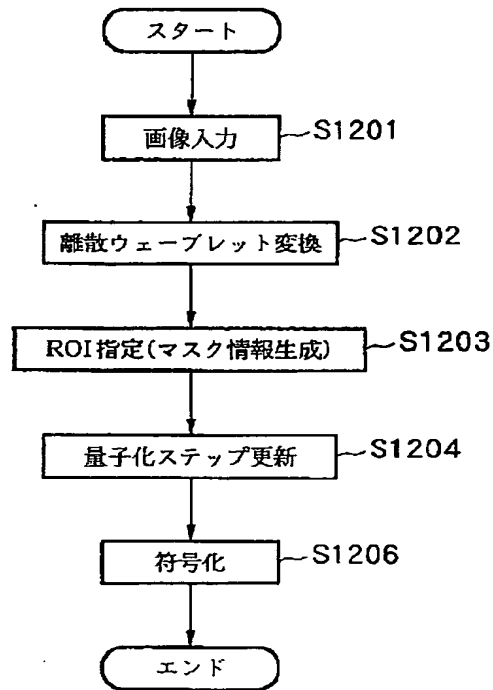 スタート
画像入力 S1201
離散ウェーブレット変換 S1202
ROI指定(マスク情報生成) S1203
量子化ステップ更新 S1204
符号化 S1206
エンド